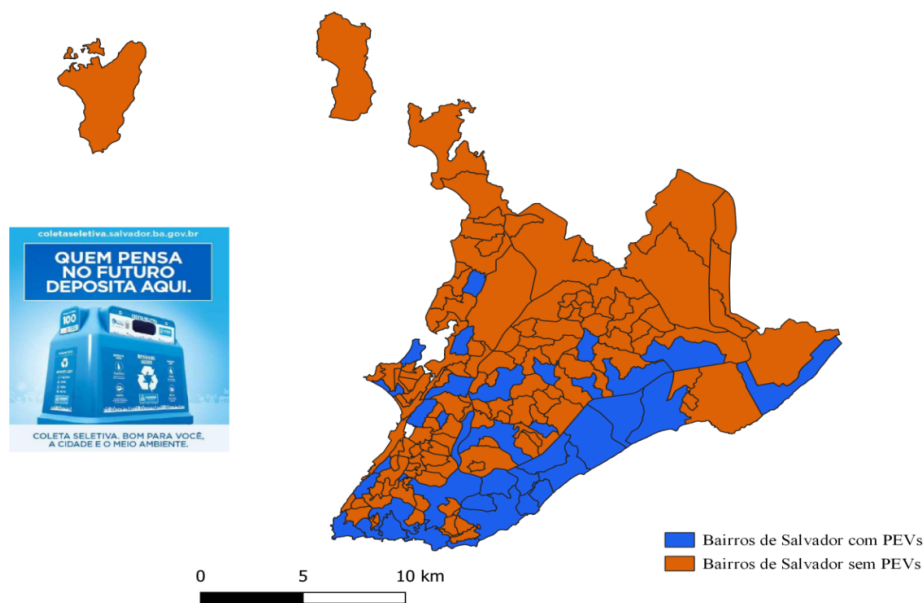 coletaseletiva.salvador.ba.gov.br
QUEM PENSA
NO FUTURO
DEPOSITA AQUI.
100
COLETA SELETIVA. BOM PARA VOCÊ,
A CIDADE E O MEIO AMBIENTE.
Bairros de Salvador com PEVs
Bairros de Salvador sem PEVs
0 5 10 km